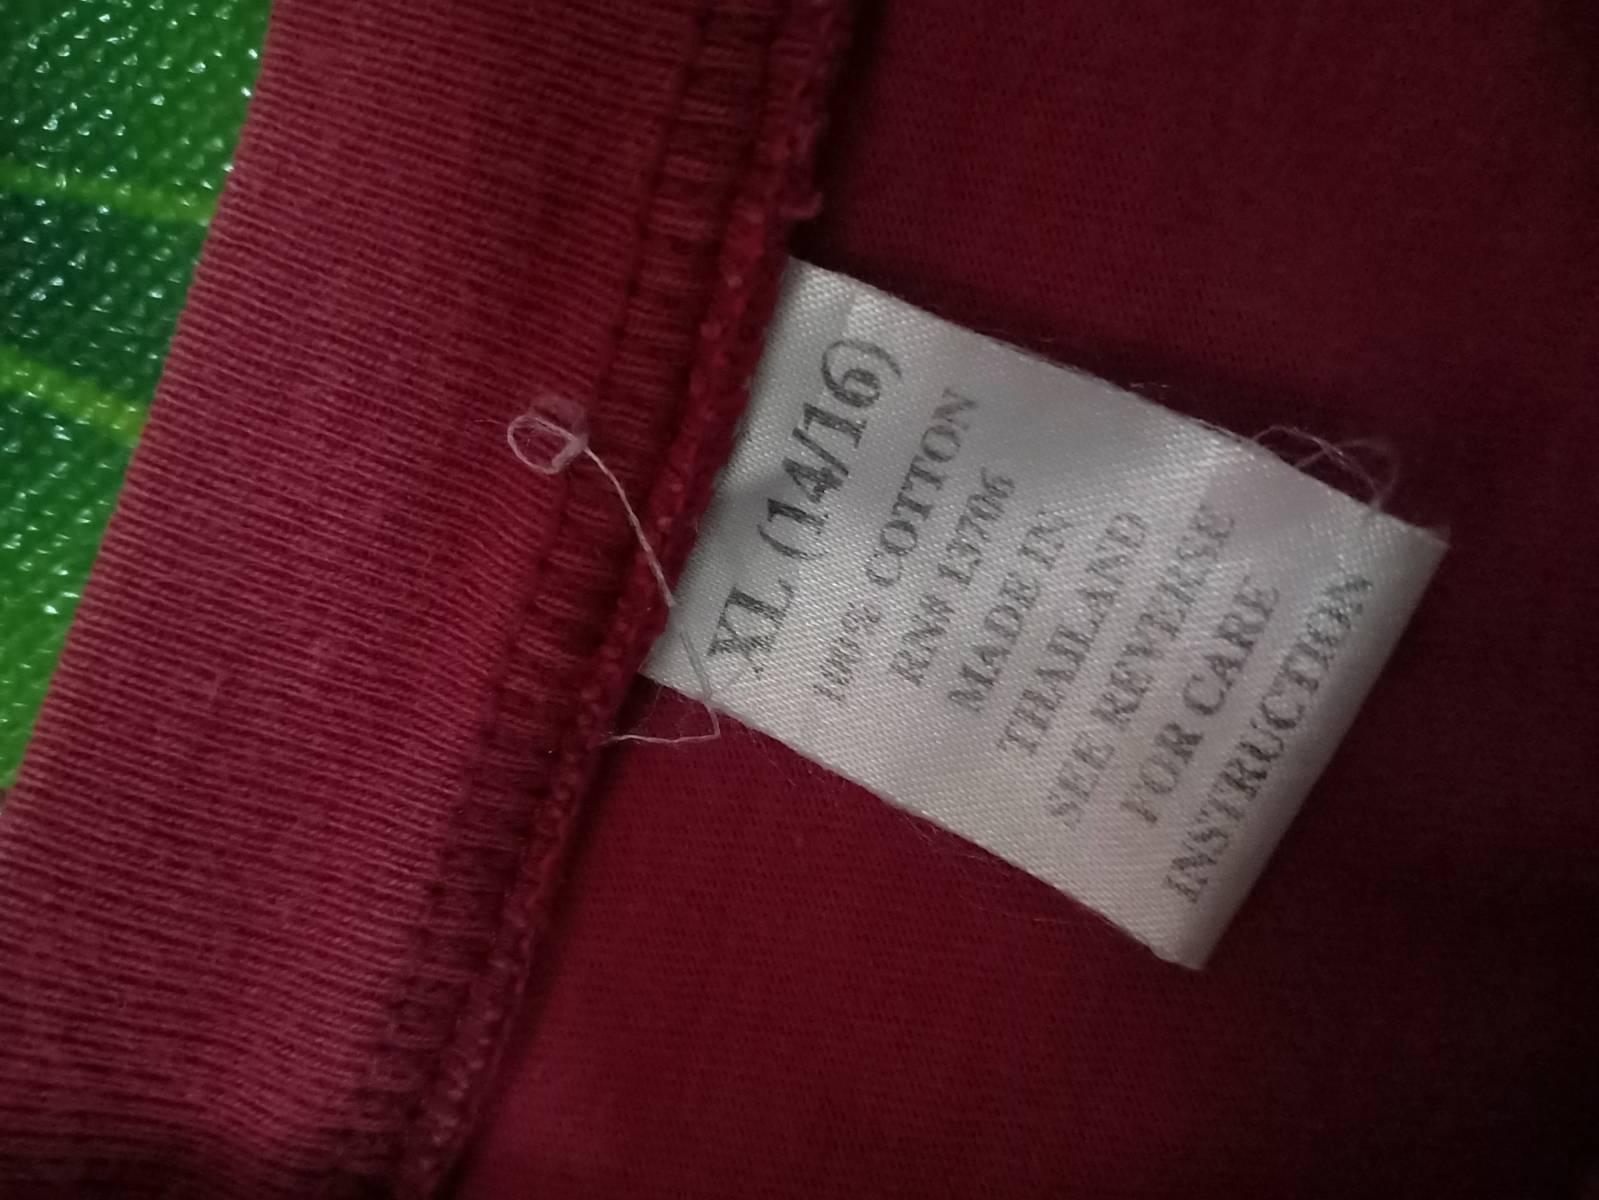 XL (14/16)
100% COTTON
RN# 13706
MADE IN
THAILAND
SEE REVERSE
FOR CARE
INSTRUCTION